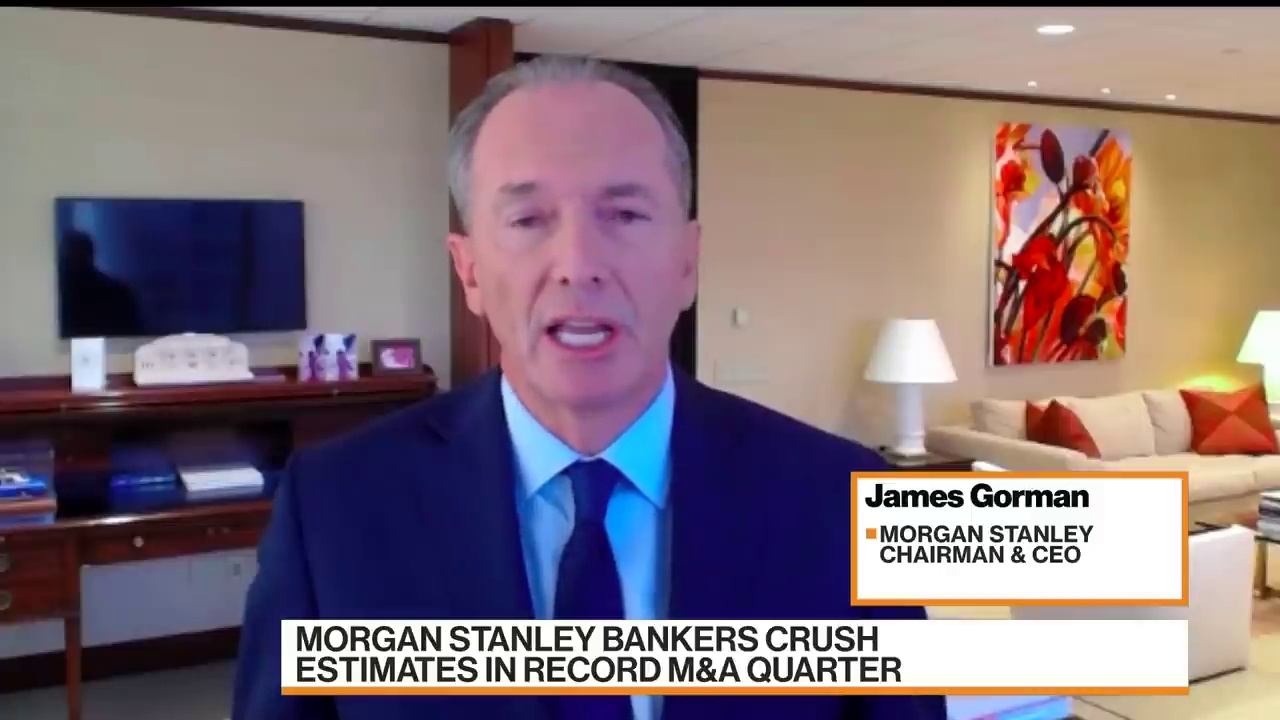 James Gorman
MORGAN STANLEY
CHAIRMAN & CEO
MORGAN STANLEY BANKERS CRUSH
ESTIMATES IN RECORD M&A QUARTER